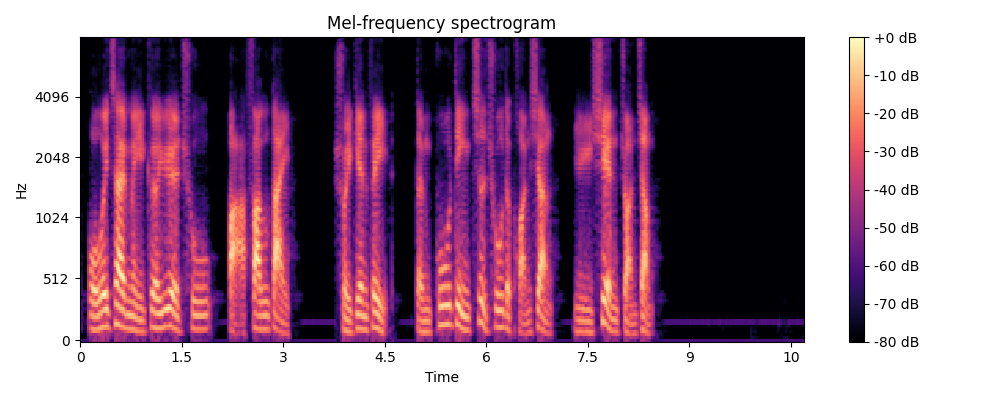 Mel-frequency spectrogram
+0 dB
-10 dB
-20 dB
-30 dB
-40 dB
-50 dB
-60 dB
-70 dB
-80 dB
Hz
4096
2048
1024
512
0
0 1.5 3 4.5 6 7.5 9 10
Time